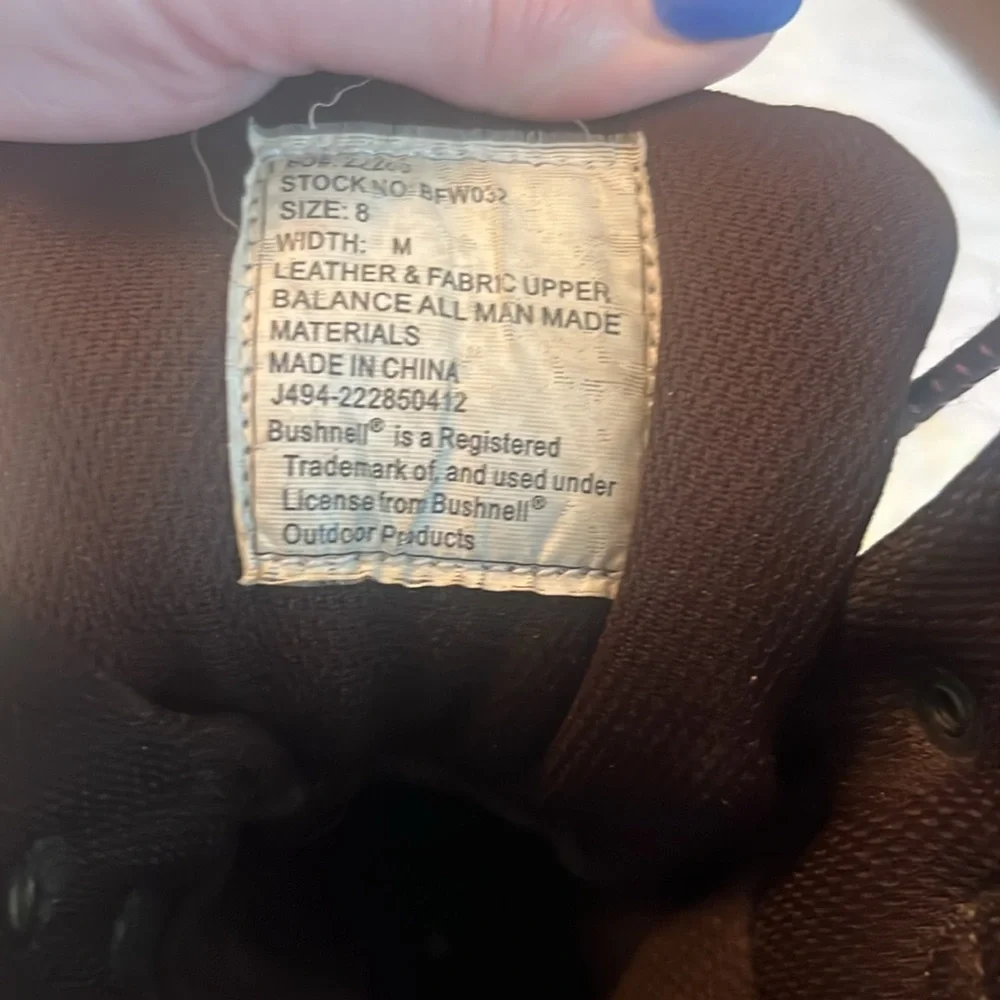 STOCK NO: BFW032
SIZE: 8
WIDTH: M
LEATHER & FABRIC UPPER
BALANCE ALL MAN MADE
MATERIALS
MADE IN CHINA
J494-222850412
Bushnell® is a Registered
Trademark of, and used under
License from Bushnell®
Outdoor Products